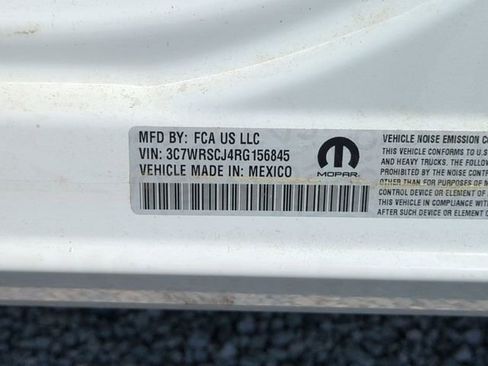 MFD BY: FCA US LLC
VIN: 3C7WRSCJ4RG156845
VEHICLE MADE IN: MEXICO
MOPAR
VEHICLE NOISE EMISSION
THIS VEHICLE CONFORMS TO U.S.
AND HEAVY TRUCKS. THE
PROHIBITED BY THE NOISE CONTR
OTHER THAN FOR PURPOSES OF M
CONTROL DEVICE OR ELEMENT OF
THIS VEHICLE IN COMPLIANCE WITH
AFTER SUCH DEVICE OR ELEMENT